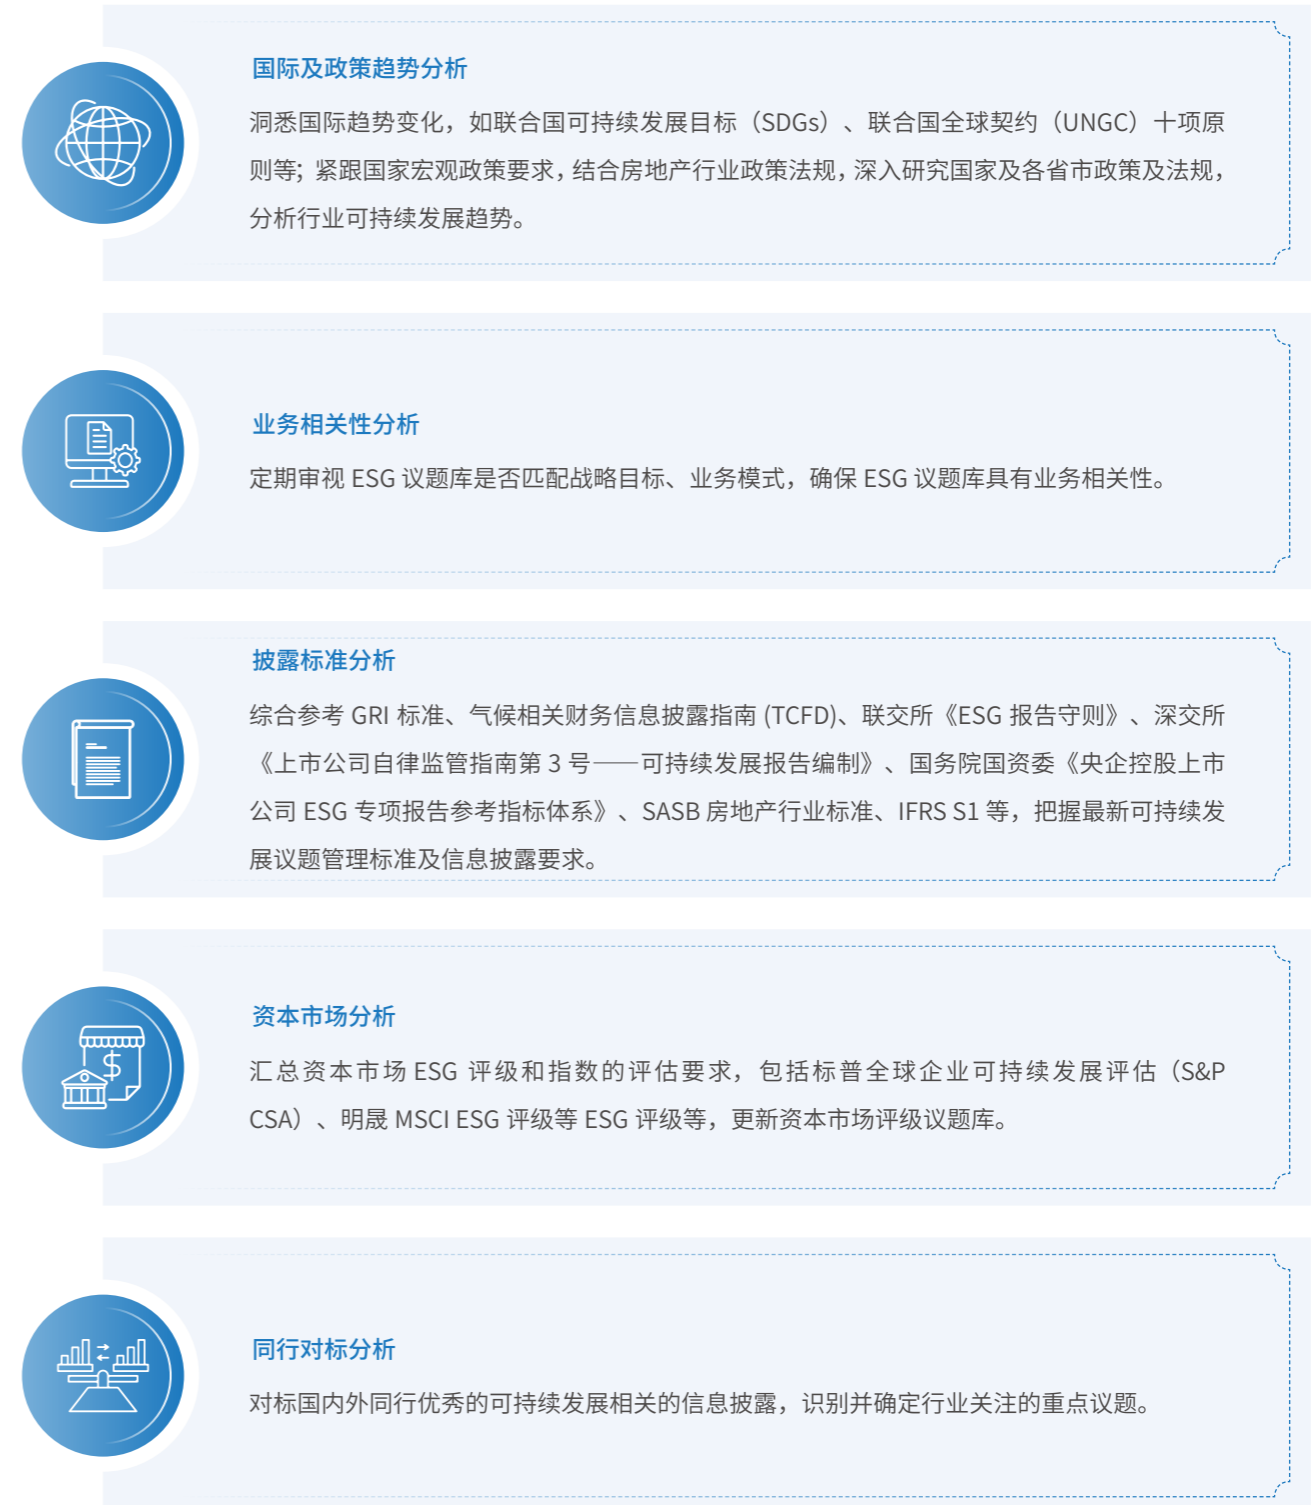 国际及政策趋势分析
洞悉国际趋势变化，如联合国可持续发展目标（SDGs）、联合国全球契约（UNGC）十项原
则等；紧跟国家宏观政策要求，结合房地产行业政策法规，深入研究国家及各省市政策及法规，
分析行业可持续发展趋势。
业务相关性分析
定期审视 ESG 议题库是否匹配战略目标、业务模式，确保 ESG 议题库具有业务相关性。
披露标准分析
综合参考 GRI 标准、气候相关财务信息披露指南 (TCFD)、联交所《ESG 报告守则》、深交所
《上市公司自律监管指南第 3 号——可持续发展报告编制》、国务院国资委《央企控股上市
公司 ESG 专项报告参考指标体系》、SASB 房地产行业标准、IFRS S1 等，把握最新可持续发
展议题管理标准及信息披露要求。
资本市场分析
汇总资本市场 ESG 评级和指数的评估要求，包括标普全球企业可持续发展评估（S&P
CSA）、明晟 MSCI ESG 评级等 ESG 评级等，更新资本市场评级议题库。
同行对标分析
对标国内外同行优秀的可持续发展相关的信息披露，识别并确定行业关注的重点议题。